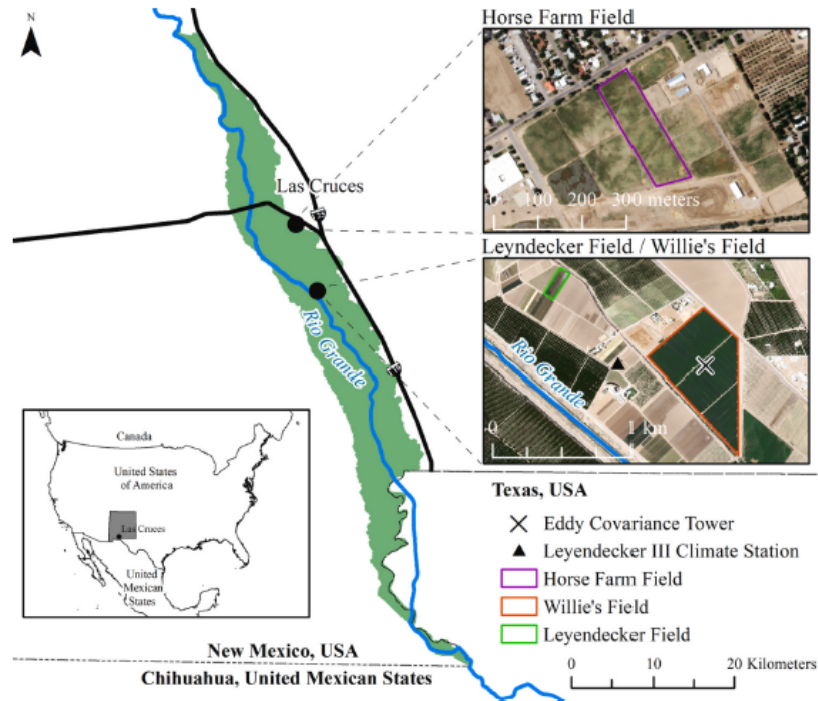 N
Horse Farm Field
0 100 200 300 meters
Las Cruces
Leyndecker Field / Willie's Field
Rio Grande
Rio Grande
0 1 km
Canada
United States
of America
Las Cruces
United
Mexican
States
Texas, USA
Eddy Covariance Tower
Leyendecker III Climate Station
Horse Farm Field
Willie's Field
Leyendecker Field
New Mexico, USA
Chihuahua, United Mexican States
0 10 20 Kilometers